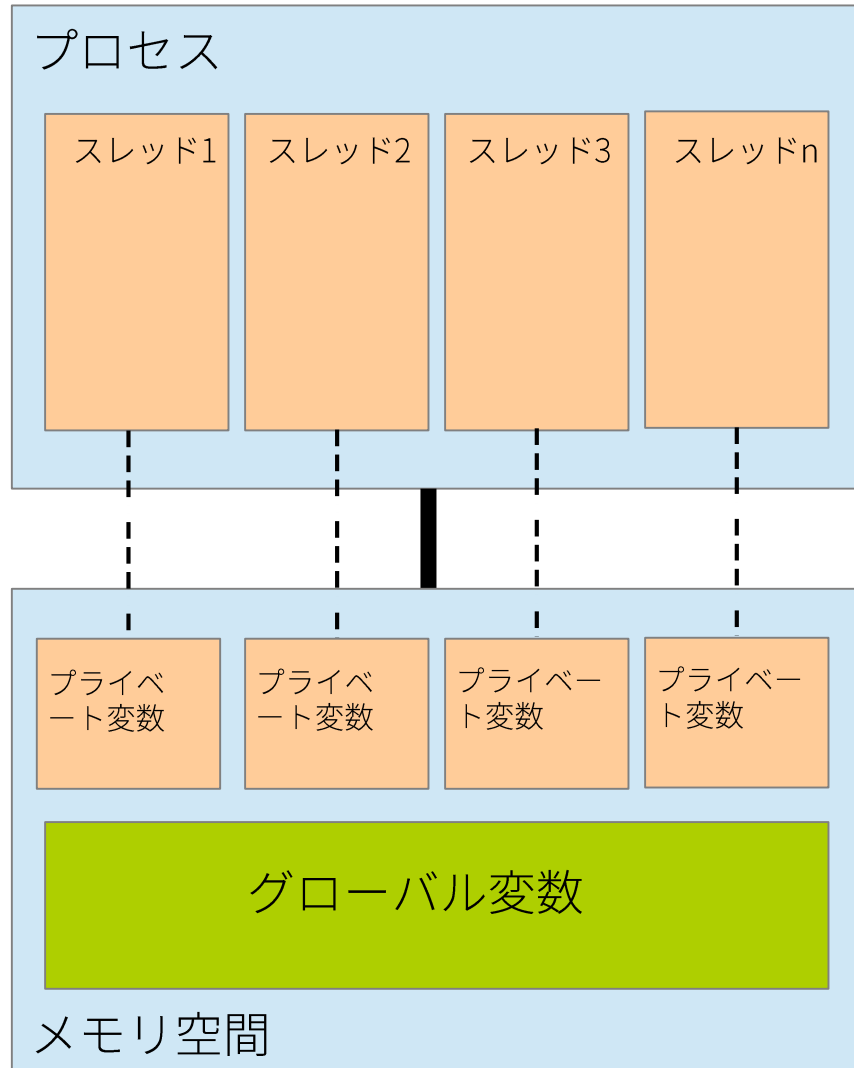 プロセス
スレッド1
スレッド2
スレッド3
スレッドn
プライベ
ート変数
プライベ
ート変数
プライベー
ト変数
プライベー
ト変数
グローバル変数
メモリ空間